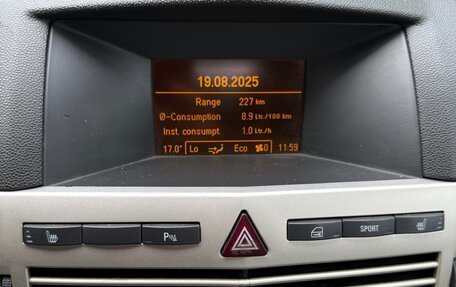 19.08.2025
Range 227 km
Ø-Consumption 8.9 Ltr./100 km
Inst. consumpt. 1.0 Ltr./h
17.0° Lo Eco 0 11:59
P SPORT